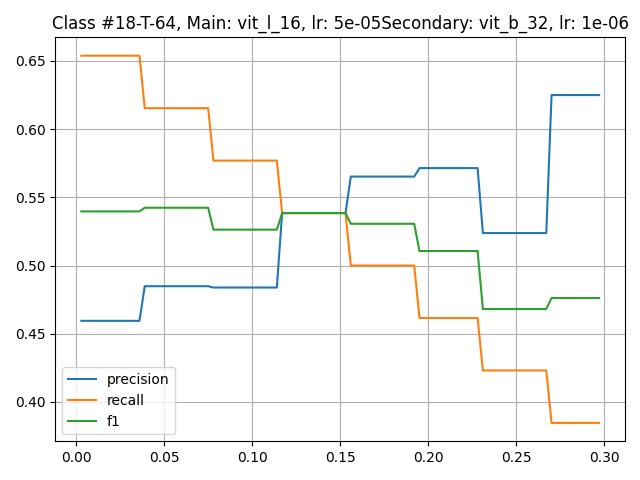 Class #18-T-64, Main: vit_l_16, lr: 5e-05Secondary: vit_b_32, lr: 1e-06
0.65
0.60
0.55
0.50
0.45
0.40
precision
recall
f1
0.00 0.05 0.10 0.15 0.20 0.25 0.30